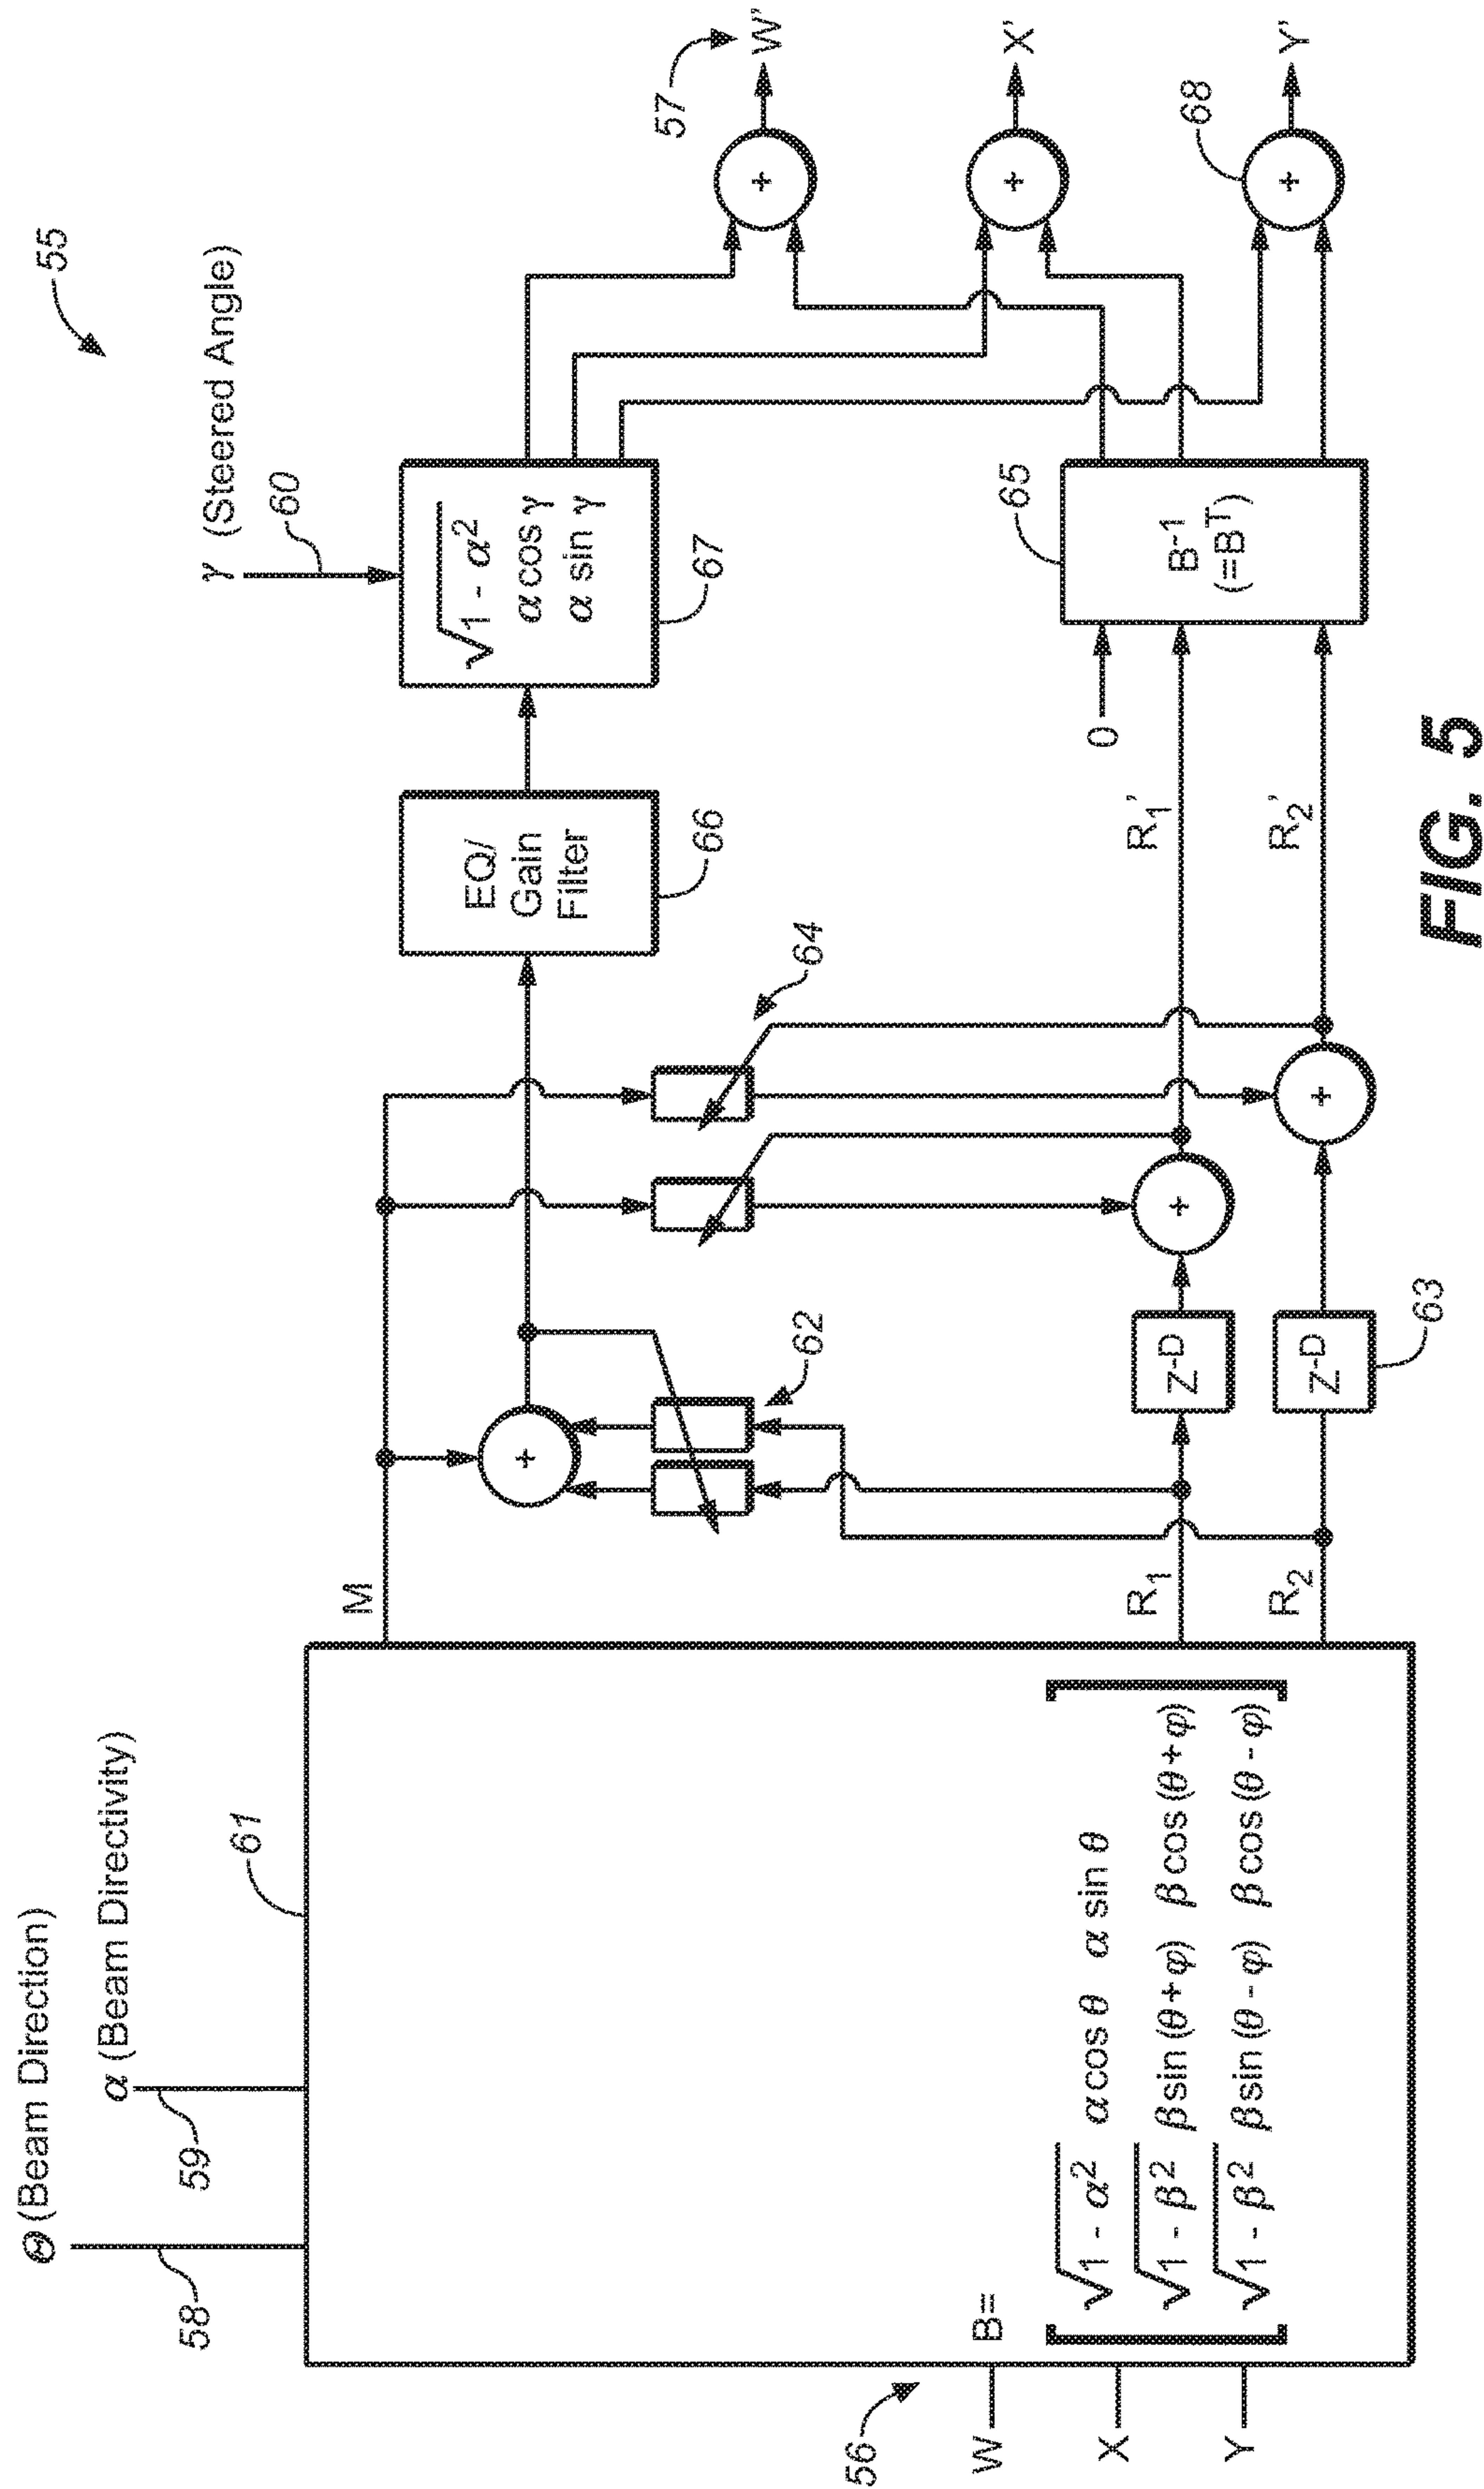 55
Θ (Beam Direction)
α (Beam Directivity)
58
59
61
γ (Steered Angle)
60
56
W
X
Y
B=
√1 - α² α cos θ α sin θ
√1 - β² β sin (θ + φ) β cos (θ + φ)
√1 - β² β sin (θ - φ) β cos (θ - φ)
M
R₁
R₂
+
62
Z⁻ᴰ
Z⁻ᴰ
63
+
+
64
EQ/
Gain
Filter
66
R₁'
R₂'
0
√1 - α²
α cos γ
α sin γ
67
65
B⁻¹
(=Bᵀ)
+
+
+
68
57
W'
X'
Y'
FIG. 5